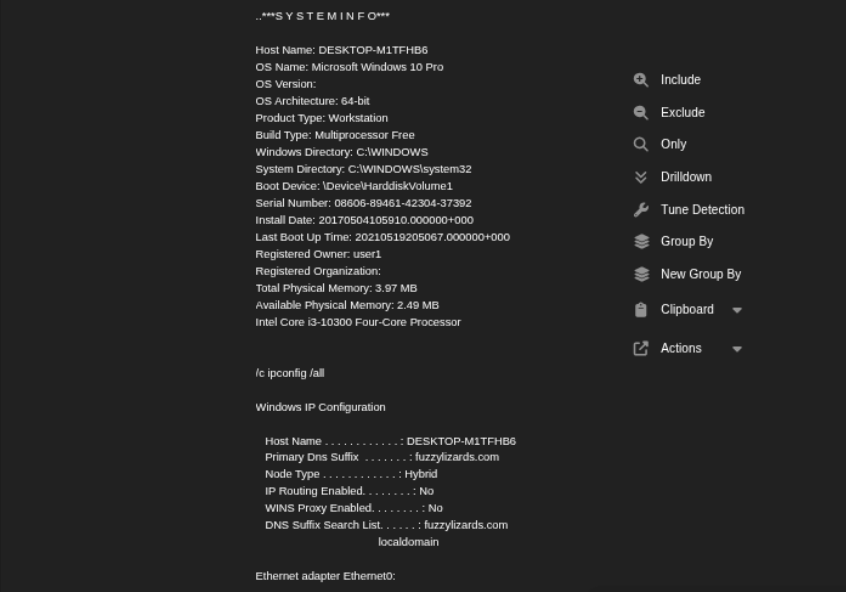 ..***S Y S T E M I N F O***
Host Name: DESKTOP-M1TFHB6
OS Name: Microsoft Windows 10 Pro
OS Version:
OS Architecture: 64-bit
Product Type: Workstation
Build Type: Multiprocessor Free
Windows Directory: C:\WINDOWS
System Directory: C:\WINDOWS\system32
Boot Device: \Device\HarddiskVolume1
Serial Number: 08606-89461-42304-37392
Install Date: 20170504105910.000000+000
Last Boot Up Time: 20210519205067.000000+000
Registered Owner: user1
Registered Organization:
Total Physical Memory: 3.97 MB
Available Physical Memory: 2.49 MB
Intel Core i3-10300 Four-Core Processor
/c ipconfig /all
Windows IP Configuration
Host Name . . . . . . . . . . . . : DESKTOP-M1TFHB6
Primary Dns Suffix  . . . . . . . : fuzzylizards.com
Node Type . . . . . . . . . . . . : Hybrid
IP Routing Enabled. . . . . . . . : No
WINS Proxy Enabled. . . . . . . . : No
DNS Suffix Search List. . . . . . : fuzzylizards.com
localdomain
Ethernet adapter Ethernet0:
Include
Exclude
Only
Drilldown
Tune Detection
Group By
New Group By
Clipboard
Actions